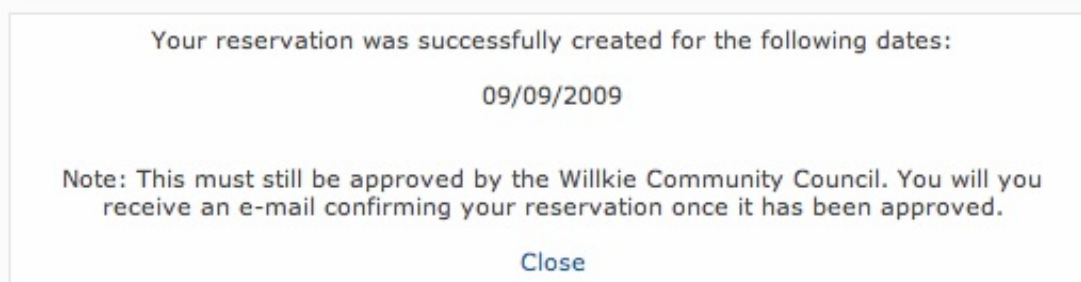 Your reservation was successfully created for the following dates:
09/09/2009
Note: This must still be approved by the Willkie Community Council. You will you
receive an e-mail confirming your reservation once it has been approved.
Close